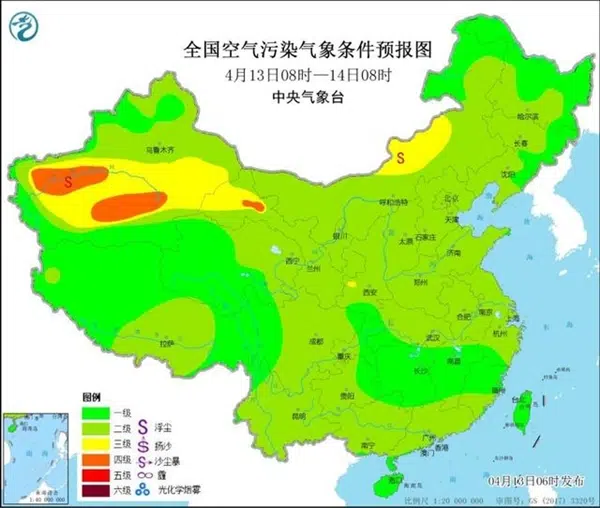 全国空气污染气象条件预报图
4月13日08时—14日08时
中央气象台
哈尔滨
长春
乌鲁木齐
S
S
沈阳
呼和浩特
北京
天津
银川
石家庄
太原
济南
西宁
兰州
郑州
西安
合肥
南京
上海
成都
武汉
杭州
拉萨
重庆
南昌
长沙
贵阳
福州
昆明
台北
广州
南宁
香港
澳门
海口
图例
一级
二级
S 浮尘
三级
扬沙
四级
沙尘暴
五级
霾
六级
光化学烟雾
04月13日06时发布
比例尺 1:20 000 000
审图号: GS (2017) 3320号
南海诸岛
1:40 000 000